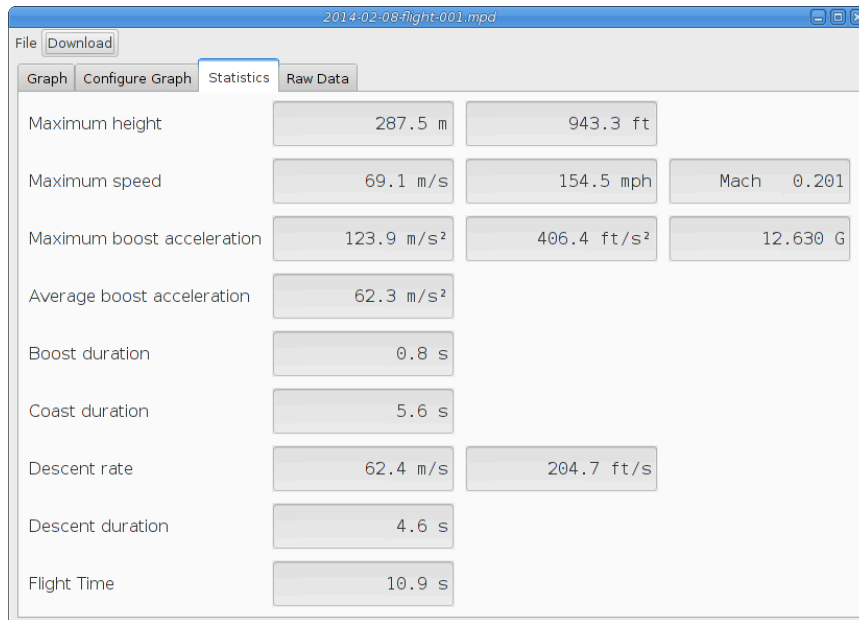 2014-02-08-flight-001.mpd
File Download
Graph Configure Graph Statistics Raw Data
Maximum height 287.5 m 943.3 ft
Maximum speed 69.1 m/s 154.5 mph Mach 0.201
Maximum boost acceleration 123.9 m/s² 406.4 ft/s² 12.630 G
Average boost acceleration 62.3 m/s²
Boost duration 0.8 s
Coast duration 5.6 s
Descent rate 62.4 m/s 204.7 ft/s
Descent duration 4.6 s
Flight Time 10.9 s